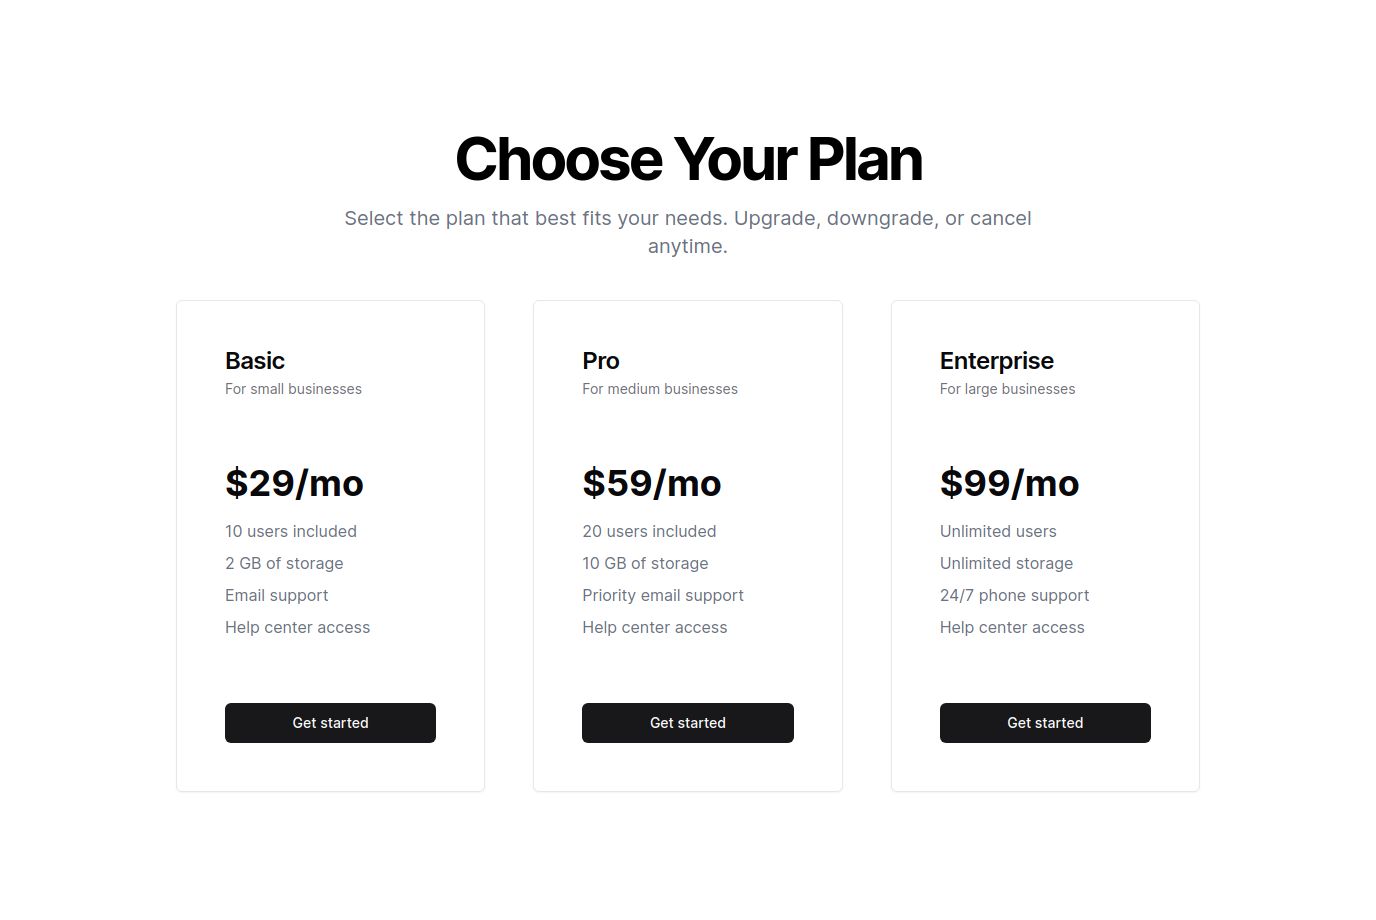 Choose Your Plan
Select the plan that best fits your needs. Upgrade, downgrade, or cancel
anytime.
Basic
For small businesses
$29/mo
10 users included
2 GB of storage
Email support
Help center access
Get started
Pro
For medium businesses
$59/mo
20 users included
10 GB of storage
Priority email support
Help center access
Get started
Enterprise
For large businesses
$99/mo
Unlimited users
Unlimited storage
24/7 phone support
Help center access
Get started